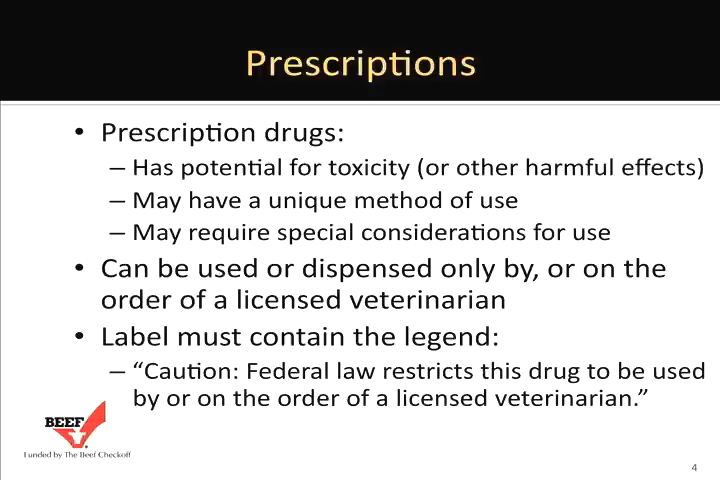 Prescriptions
• Prescription drugs:
– Has potential for toxicity (or other harmful effects)
– May have a unique method of use
– May require special considerations for use
• Can be used or dispensed only by, or on the
order of a licensed veterinarian
• Label must contain the legend:
– “Caution: Federal law restricts this drug to be used
by or on the order of a licensed veterinarian.”
BEEF
Funded by The Beef Checkoff
4